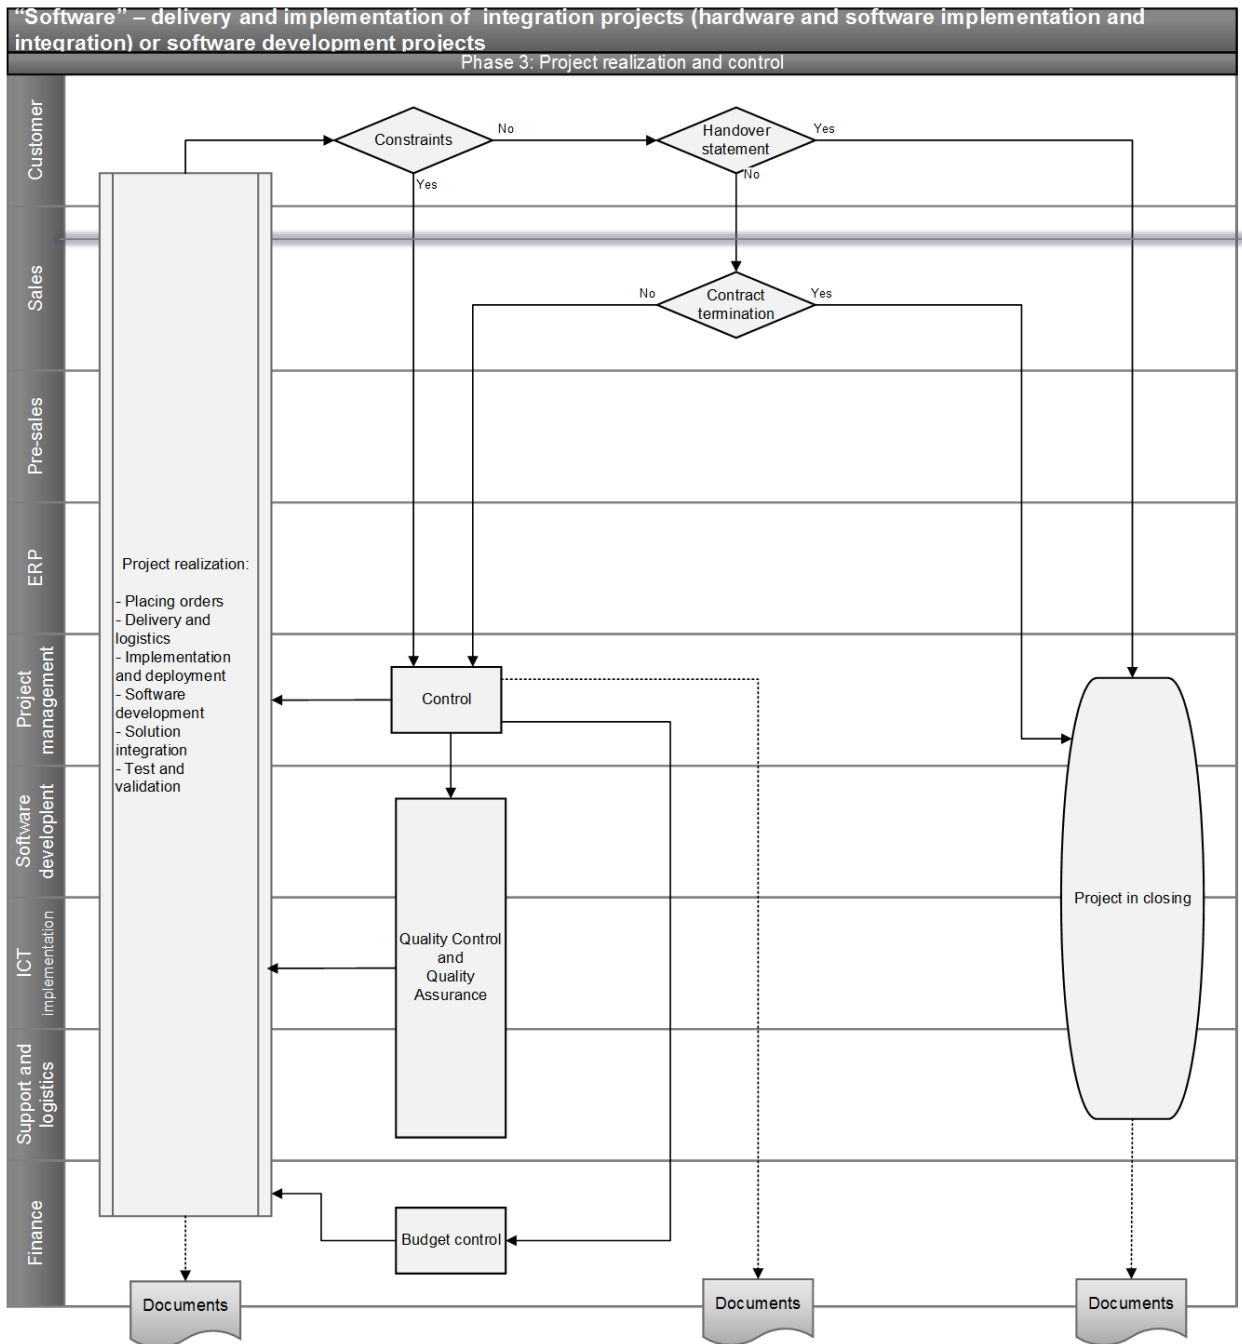 “Software” – delivery and implementation of  integration projects (hardware and software implementation and
integration) or software development projects
Phase 3: Project realization and control
Customer
Constraints
No
Yes
Handover
statement
Yes
No
Sales
Contract
termination
No
Yes
Pre-sales
ERP
Project realization:
- Placing orders
- Delivery and
logistics
- Implementation
and deployment
- Software
development
- Solution
integration
- Test and
validation
Project
management
Control
Software
developlent
Quality Control
and
Quality
Assurance
Project in closing
ICT
implementation
Support and
logistics
Finance
Budget control
Documents
Documents
Documents